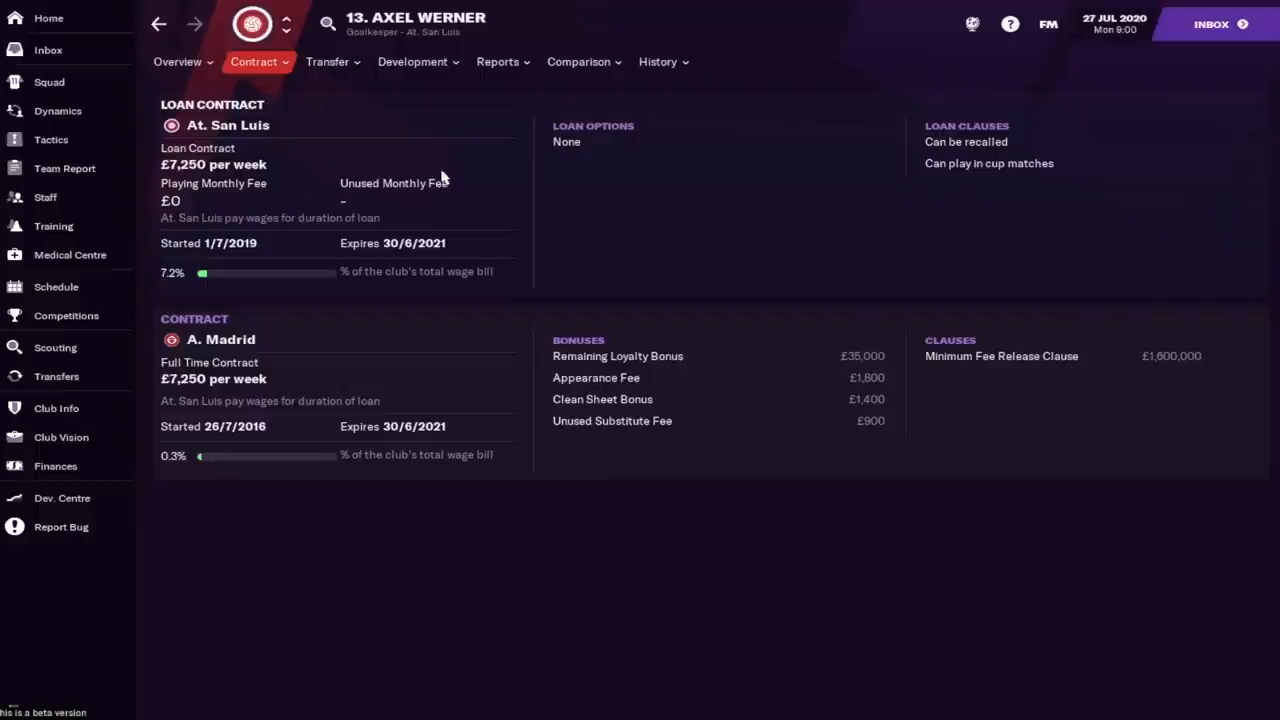 Home
Inbox
Squad
Dynamics
Tactics
Team Report
Staff
Training
Medical Centre
Schedule
Competitions
Scouting
Transfers
Club Info
Club Vision
Finances
Dev. Centre
Report Bug
his is a beta version
13. AXEL WERNER
Goalkeeper - At. San Luis
FM
27 JUL 2020
Mon 9:00
INBOX
Overview
Contract
Transfer
Development
Reports
Comparison
History
LOAN CONTRACT
At. San Luis
Loan Contract
£7,250 per week
Playing Monthly Fee Unused Monthly Fee
£0 -
At. San Luis pay wages for duration of loan
Started 1/7/2019 Expires 30/6/2021
7.2% % of the club's total wage bill
LOAN OPTIONS
None
LOAN CLAUSES
Can be recalled
Can play in cup matches
CONTRACT
A. Madrid
Full Time Contract
£7,250 per week
At. San Luis pay wages for duration of loan
Started 26/7/2016 Expires 30/6/2021
0.3% % of the club's total wage bill
BONUSES
Remaining Loyalty Bonus £35,000
Appearance Fee £1,800
Clean Sheet Bonus £1,400
Unused Substitute Fee £900
CLAUSES
Minimum Fee Release Clause £1,600,000